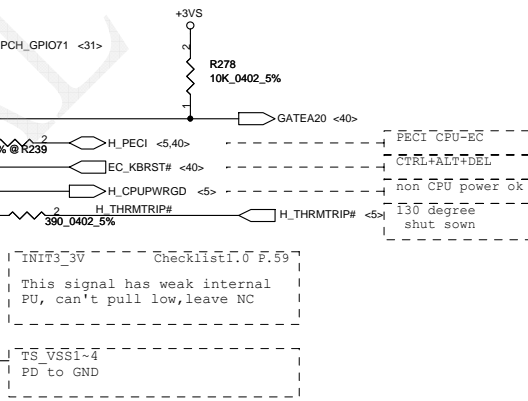 +3VS
PCH_GPIO71 <31>
2
R278
10K_0402_5%
1
GATEA20 <40>
% @ R239
2
H_PECI <5,40>
PECI CPU-EC
EC_KBRST# <40>
CTRL+ALT+DEL
H_CPUPWRGD <5>
non CPU power ok
2
H_THRMTRIP#
390_0402_5%
H_THRMTRIP# <5>
130 degree
shut sown
INIT3_3V Checklist1.0 P.59
This signal has weak internal
PU, can't pull low,leave NC
TS_VSS1~4
PD to GND